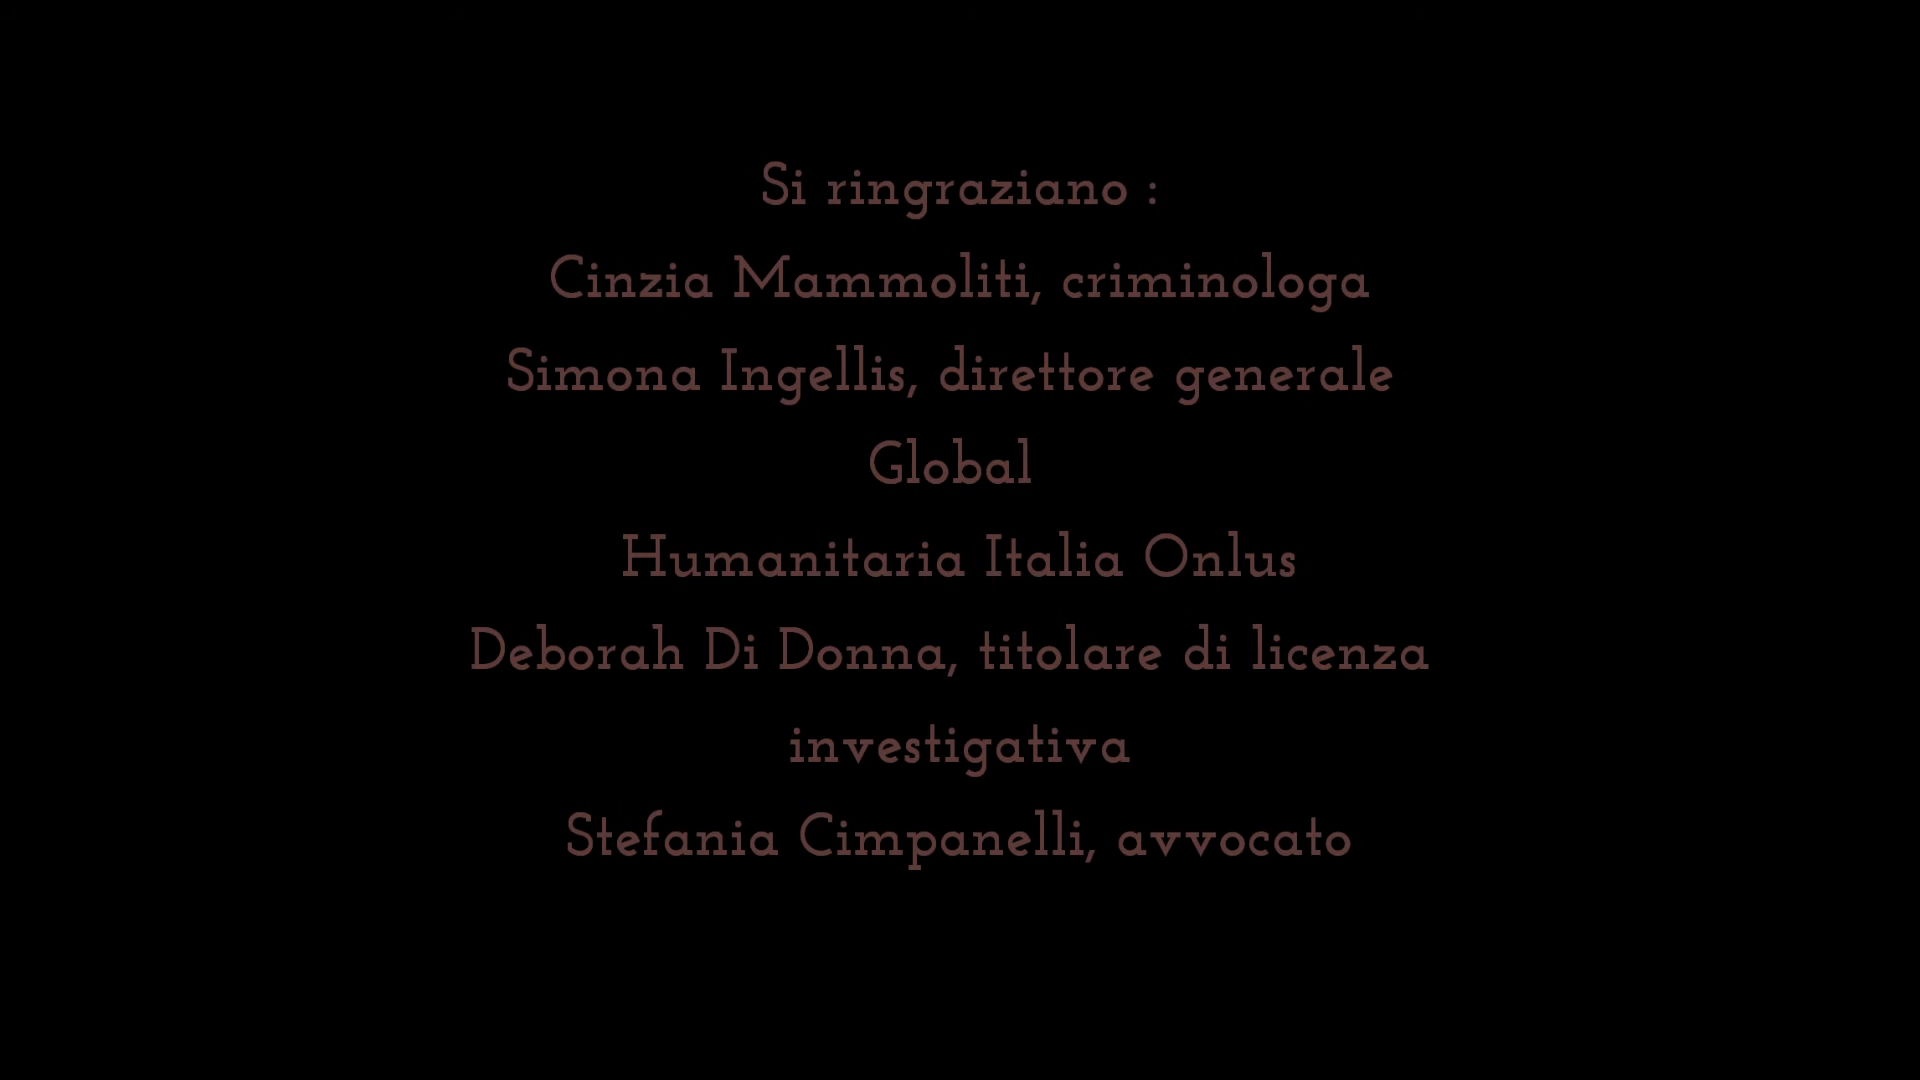 Si ringraziano :
Cinzia Mammoliti, criminologa
Simona Ingellis, direttore generale
Global
Humanitaria Italia Onlus
Deborah Di Donna, titolare di licenza
investigativa
Stefania Cimpanelli, avvocato